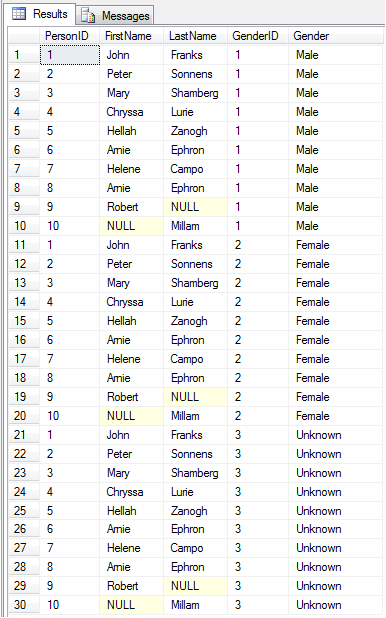 Results Messages
PersonID FirstName LastName GenderID Gender
1 1 John Franks 1 Male
2 2 Peter Sonnens 1 Male
3 3 Mary Shamberg 1 Male
4 4 Chryssa Lurie 1 Male
5 5 Hellah Zanogh 1 Male
6 6 Amie Ephron 1 Male
7 7 Helene Campo 1 Male
8 8 Amie Ephron 1 Male
9 9 Robert NULL 1 Male
10 10 NULL Millam 1 Male
11 1 John Franks 2 Female
12 2 Peter Sonnens 2 Female
13 3 Mary Shamberg 2 Female
14 4 Chryssa Lurie 2 Female
15 5 Hellah Zanogh 2 Female
16 6 Amie Ephron 2 Female
17 7 Helene Campo 2 Female
18 8 Amie Ephron 2 Female
19 9 Robert NULL 2 Female
20 10 NULL Millam 2 Female
21 1 John Franks 3 Unknown
22 2 Peter Sonnens 3 Unknown
23 3 Mary Shamberg 3 Unknown
24 4 Chryssa Lurie 3 Unknown
25 5 Hellah Zanogh 3 Unknown
26 6 Amie Ephron 3 Unknown
27 7 Helene Campo 3 Unknown
28 8 Amie Ephron 3 Unknown
29 9 Robert NULL 3 Unknown
30 10 NULL Millam 3 Unknown